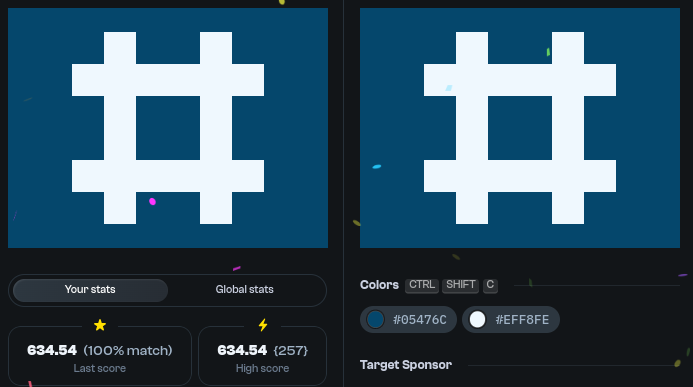 Your stats
Global stats
634.54 (100% match)
Last score
634.54 {257}
High score
Colors CTRL SHIFT C
#05476C
#EFF8FE
Target Sponsor